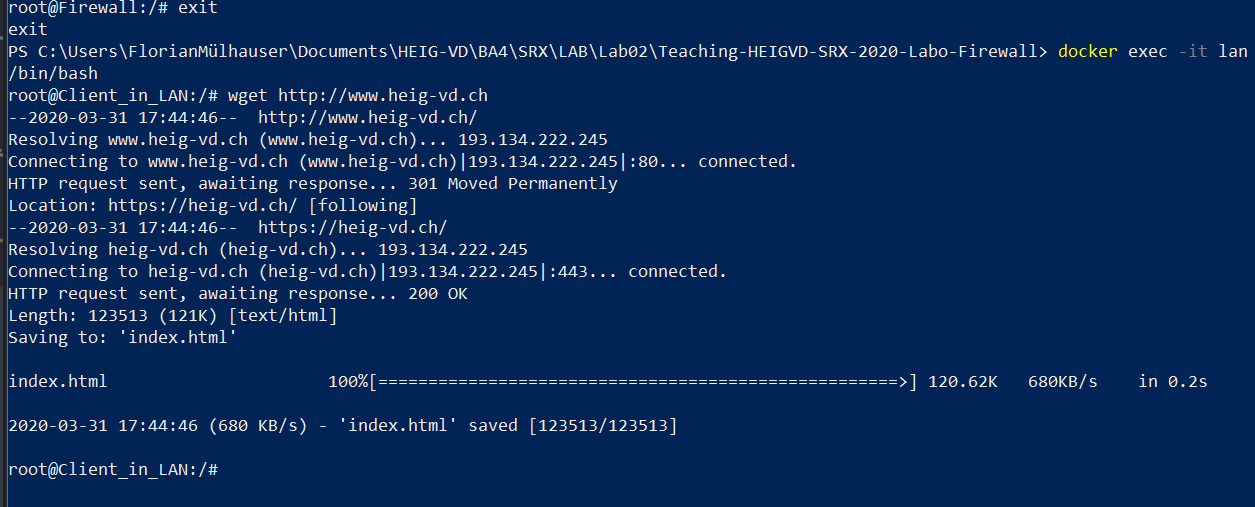 root@Firewall:/# exit
exit
PS C:\Users\FlorianMülhauser\Documents\HEIG-VD\BA4\SRX\LAB\Lab02\Teaching-HEIGVD-SRX-2020-Labo-Firewall> docker exec -it lan
/bin/bash
root@Client_in_LAN:/# wget http://www.heig-vd.ch
--2020-03-31 17:44:46--  http://www.heig-vd.ch/
Resolving www.heig-vd.ch (www.heig-vd.ch)... 193.134.222.245
Connecting to www.heig-vd.ch (www.heig-vd.ch)|193.134.222.245|:80... connected.
HTTP request sent, awaiting response... 301 Moved Permanently
Location: https://heig-vd.ch/ [following]
--2020-03-31 17:44:46--  https://heig-vd.ch/
Resolving heig-vd.ch (heig-vd.ch)... 193.134.222.245
Connecting to heig-vd.ch (heig-vd.ch)|193.134.222.245|:443... connected.
HTTP request sent, awaiting response... 200 OK
Length: 123513 (121K) [text/html]
Saving to: 'index.html'
index.html                      100%[====================================================>] 120.62K   680KB/s    in 0.2s
2020-03-31 17:44:46 (680 KB/s) - 'index.html' saved [123513/123513]
root@Client_in_LAN:/#